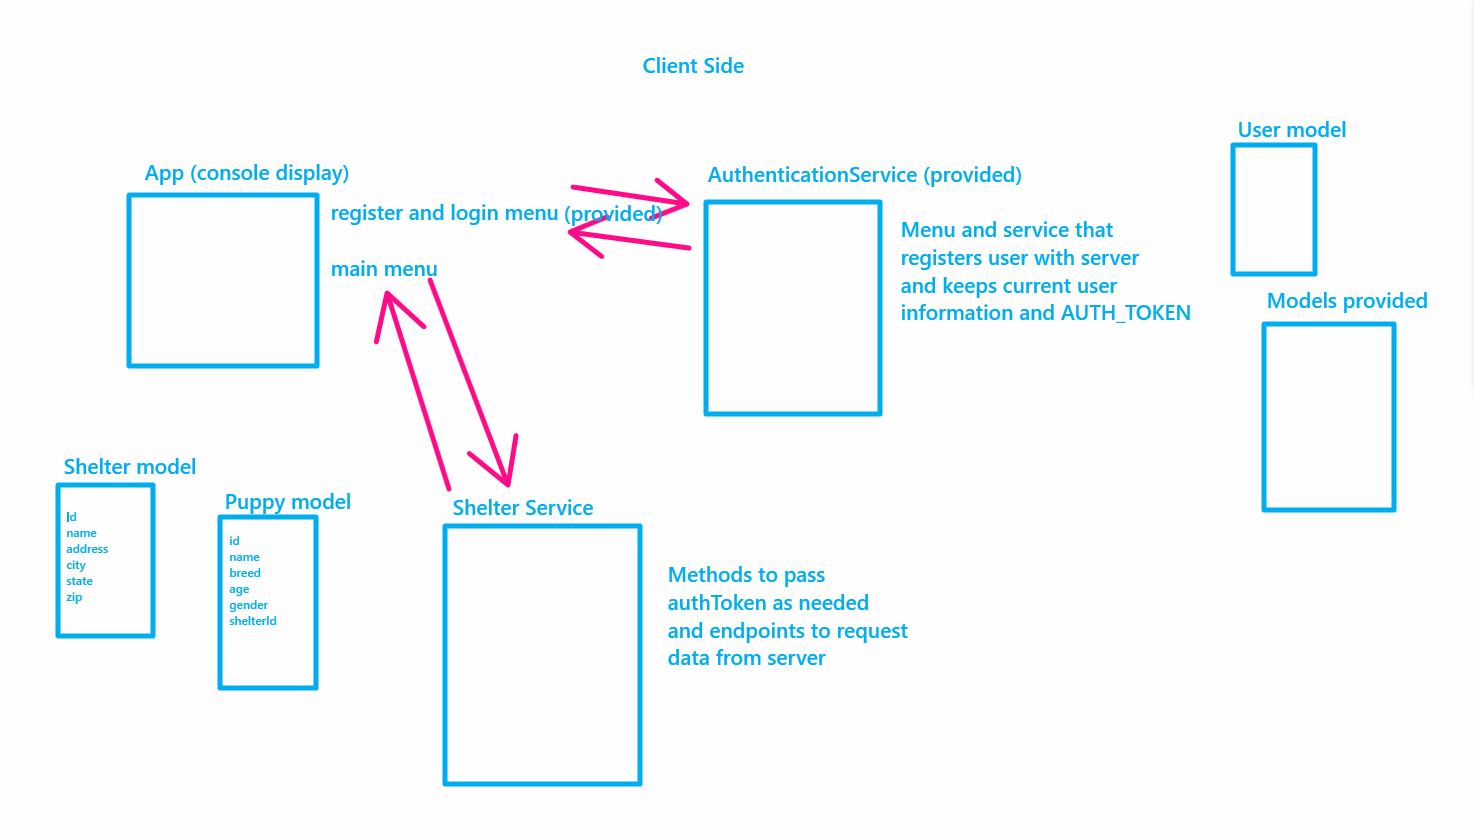 Client Side
User model
App (console display)
AuthenticationService (provided)
register and login menu (provided)
Menu and service that
registers user with server
and keeps current user
information and AUTH_TOKEN
main menu
Models provided
Shelter model
Id
name
address
city
state
zip
Puppy model
id
name
breed
age
gender
shelterId
Shelter Service
Methods to pass
authToken as needed
and endpoints to request
data from server